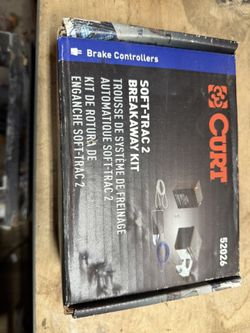 Brake Controllers
CURT
52026
SOFT-TRAC 2
BREAKAWAY KIT
TROUSSE DE SYSTÈME DE FREINAGE
AUTOMATIQUE SOFT-TRAC 2
KIT DE ROTURA DE
ENGANCHE SOFT-TRAC 2